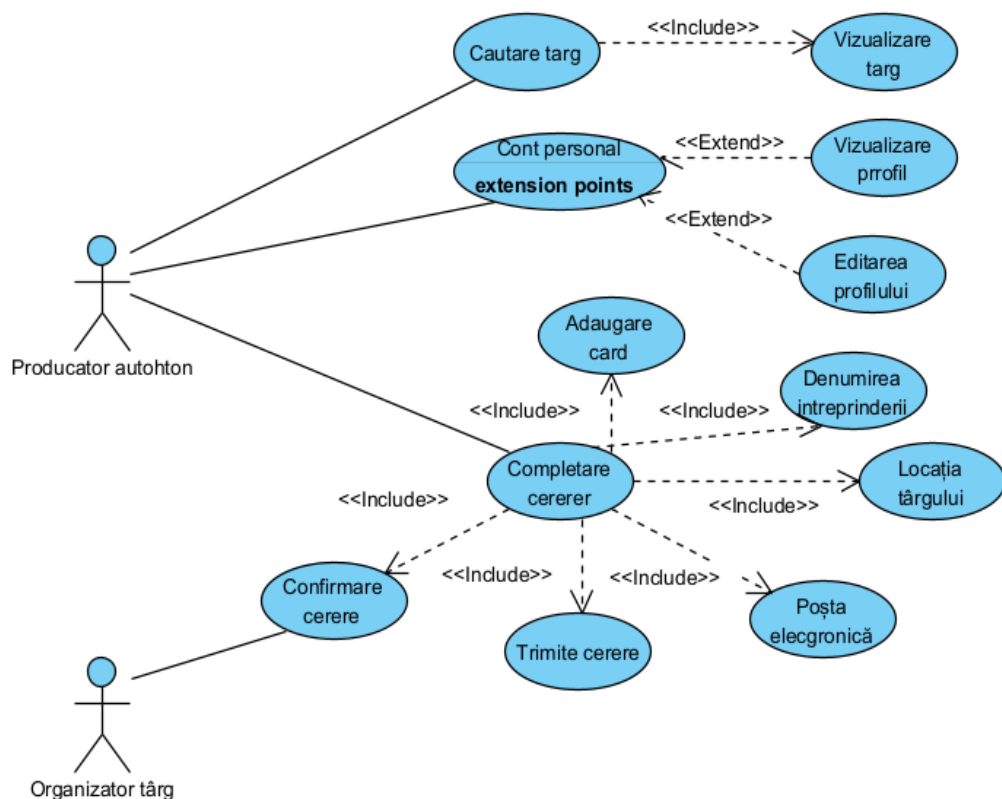 <<Include>>
Cautare targ
Vizualizare
targ
Cont personal
extension points
<<Extend>>
Vizualizare
prrofil
<<Extend>>
Editarea
profilului
Producator autohton
Adaugare
card
Denumirea
intreprinderii
<<Include>>
<<Include>>
Completare
cererer
Locația
târgului
<<Include>>
<<Include>>
Confirmare
cerere
<<Include>>
<<Include>>
Trimite cerere
Poșta
elecgronică
Organizator târg